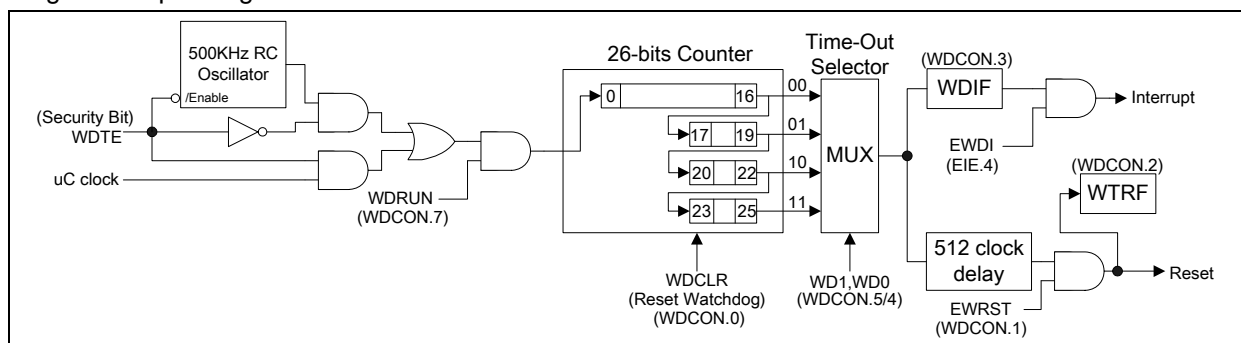 500KHz RC
Oscillator
/Enable
(Security Bit)
WDTE
uC clock
WDRUN
(WDCON.7)
26-bits Counter
0
16
17
19
20
22
23
25
00
01
10
11
WDCLR
(Reset Watchdog)
(WDCON.0)
Time-Out
Selector
MUX
WD1,WD0
(WDCON.5/4)
(WDCON.3)
WDIF
EWDI
(EIE.4)
Interrupt
(WDCON.2)
WTRF
512 clock
delay
EWRST
(WDCON.1)
Reset